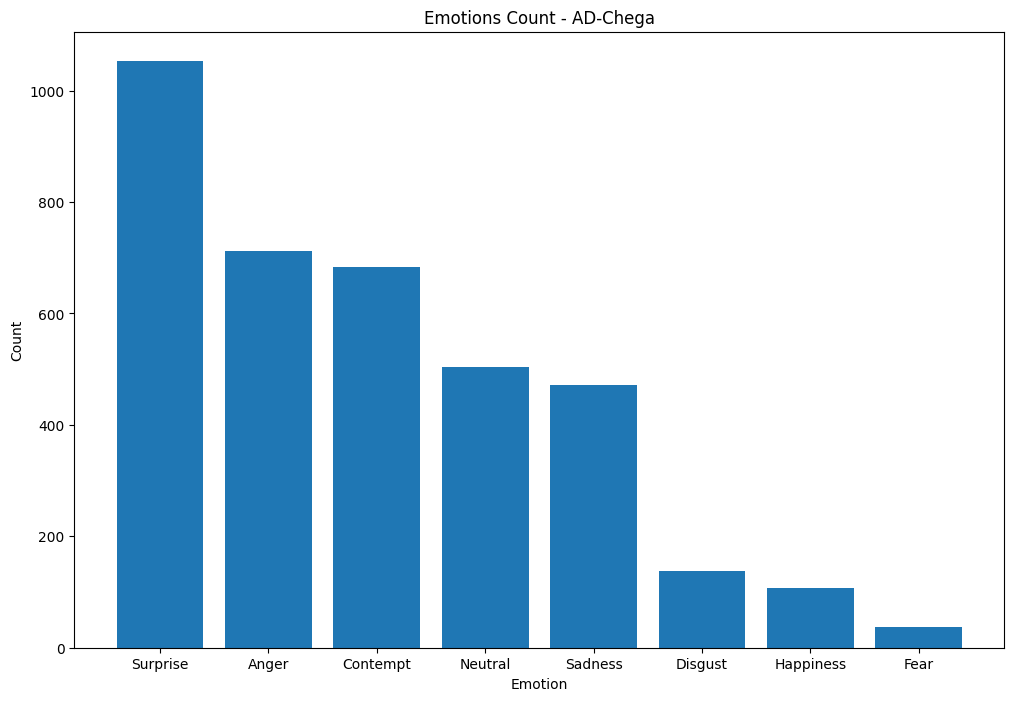 Emotions Count - AD-Chega
Count
1000
800
600
400
200
0
Surprise Anger Contempt Neutral Sadness Disgust Happiness Fear
Emotion